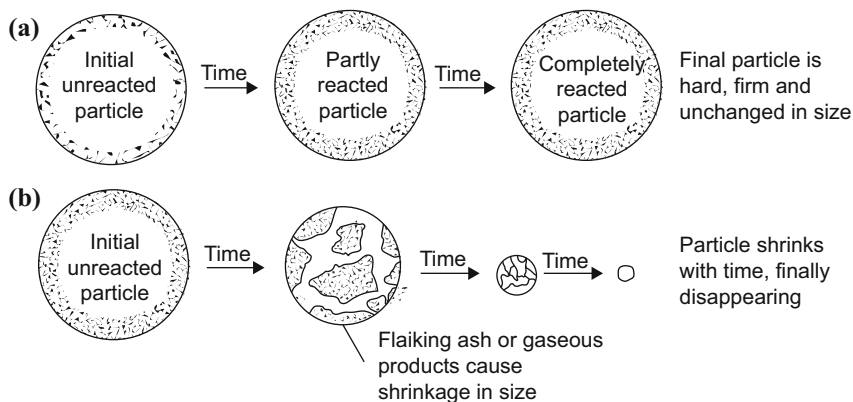 (a)
Initial
unreacted
particle
Time
Partly
reacted
particle
Time
Completely
reacted
particle
Final particle is
hard, firm and
unchanged in size
(b)
Initial
unreacted
particle
Time
Time
Time
Particle shrinks
with time, finally
disappearing
Flaiking ash or gaseous
products cause
shrinkage in size